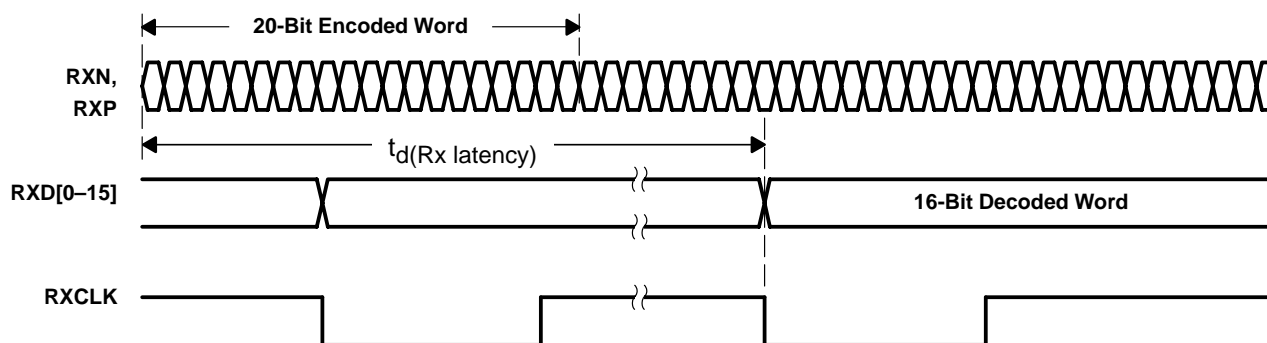 20-Bit Encoded Word
RXN,
RXP
td(Rx latency)
RXD[0–15]
16-Bit Decoded Word
RXCLK